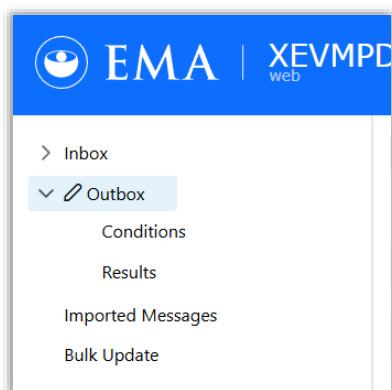 EMA
XEVMPD
web
Inbox
Outbox
Conditions
Results
Imported Messages
Bulk Update